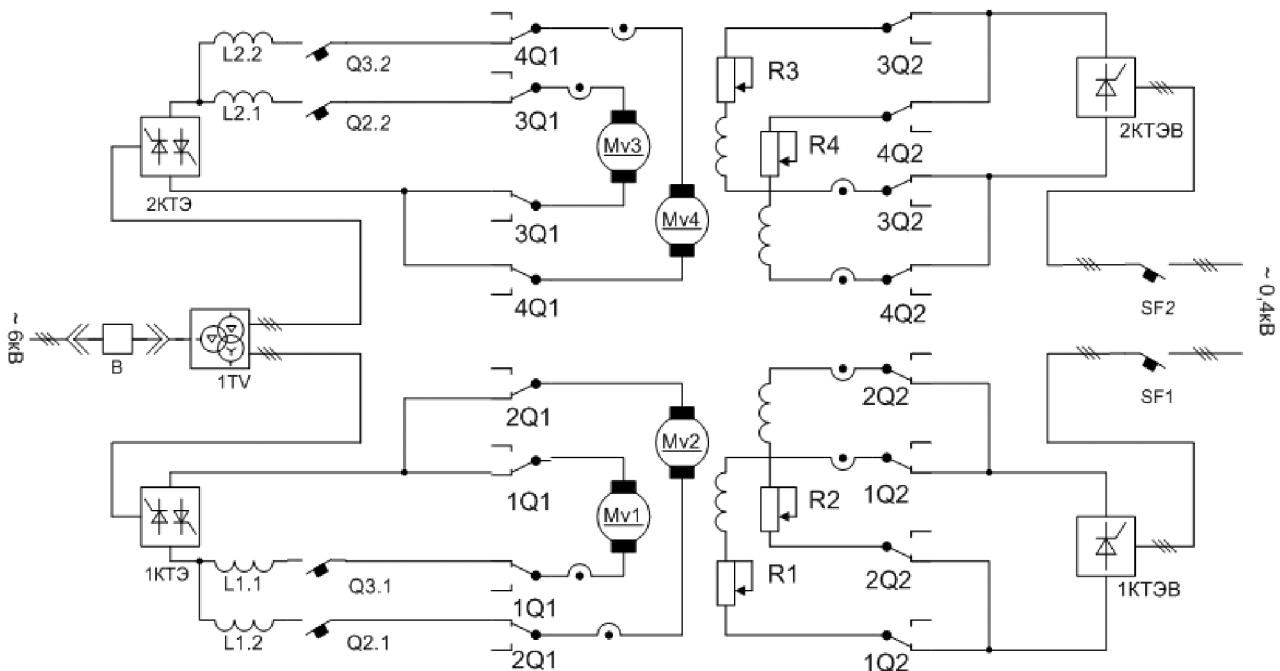 L2.2
Q3.2
4Q1
L2.1
Q2.2
3Q1
2КТЭ
Mv3
Mv4
3Q1
4Q1
R3
R4
3Q2
4Q2
3Q2
4Q2
2КТЭВ
SF2
~ 0,4кВ
SF1
~ 6кВ
В
1TV
2Q1
1Q1
Mv2
Mv1
1КТЭ
L1.1
Q3.1
1Q1
L1.2
Q2.1
2Q1
2Q2
1Q2
R2
R1
2Q2
1Q2
1КТЭВ